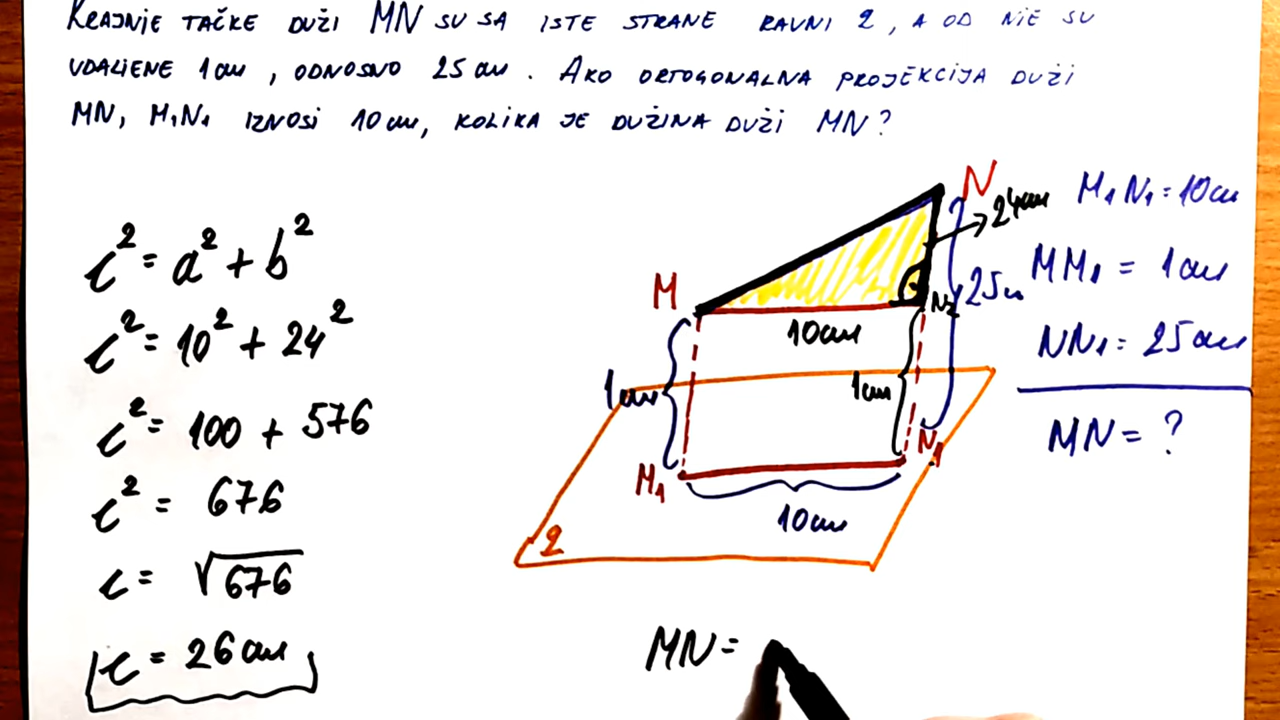 KRAJNJE TAČKE DUŽI MN SU SA ISTE STRANE RAVNI 2, A OD NJE SU
UDALJENE 1cm, ODNOSNO 25cm. AKO ORTOGONALNA PROJEKCIJA DUŽI
MN, M₁N₁ IZNOSI 10cm, KOLIKA JE DUŽINA DUŽI MN?
c² = a² + b²
c² = 10² + 24²
c² = 100 + 576
c² = 676
c = √676
c = 26cm
N
24cm
M
N₂
25cm
10cm
1cm
1cm
N₁
M₁
10cm
2
M₁N₁ = 10cm
MM₁ = 1cm
NN₁ = 25cm
MN = ?
MN =